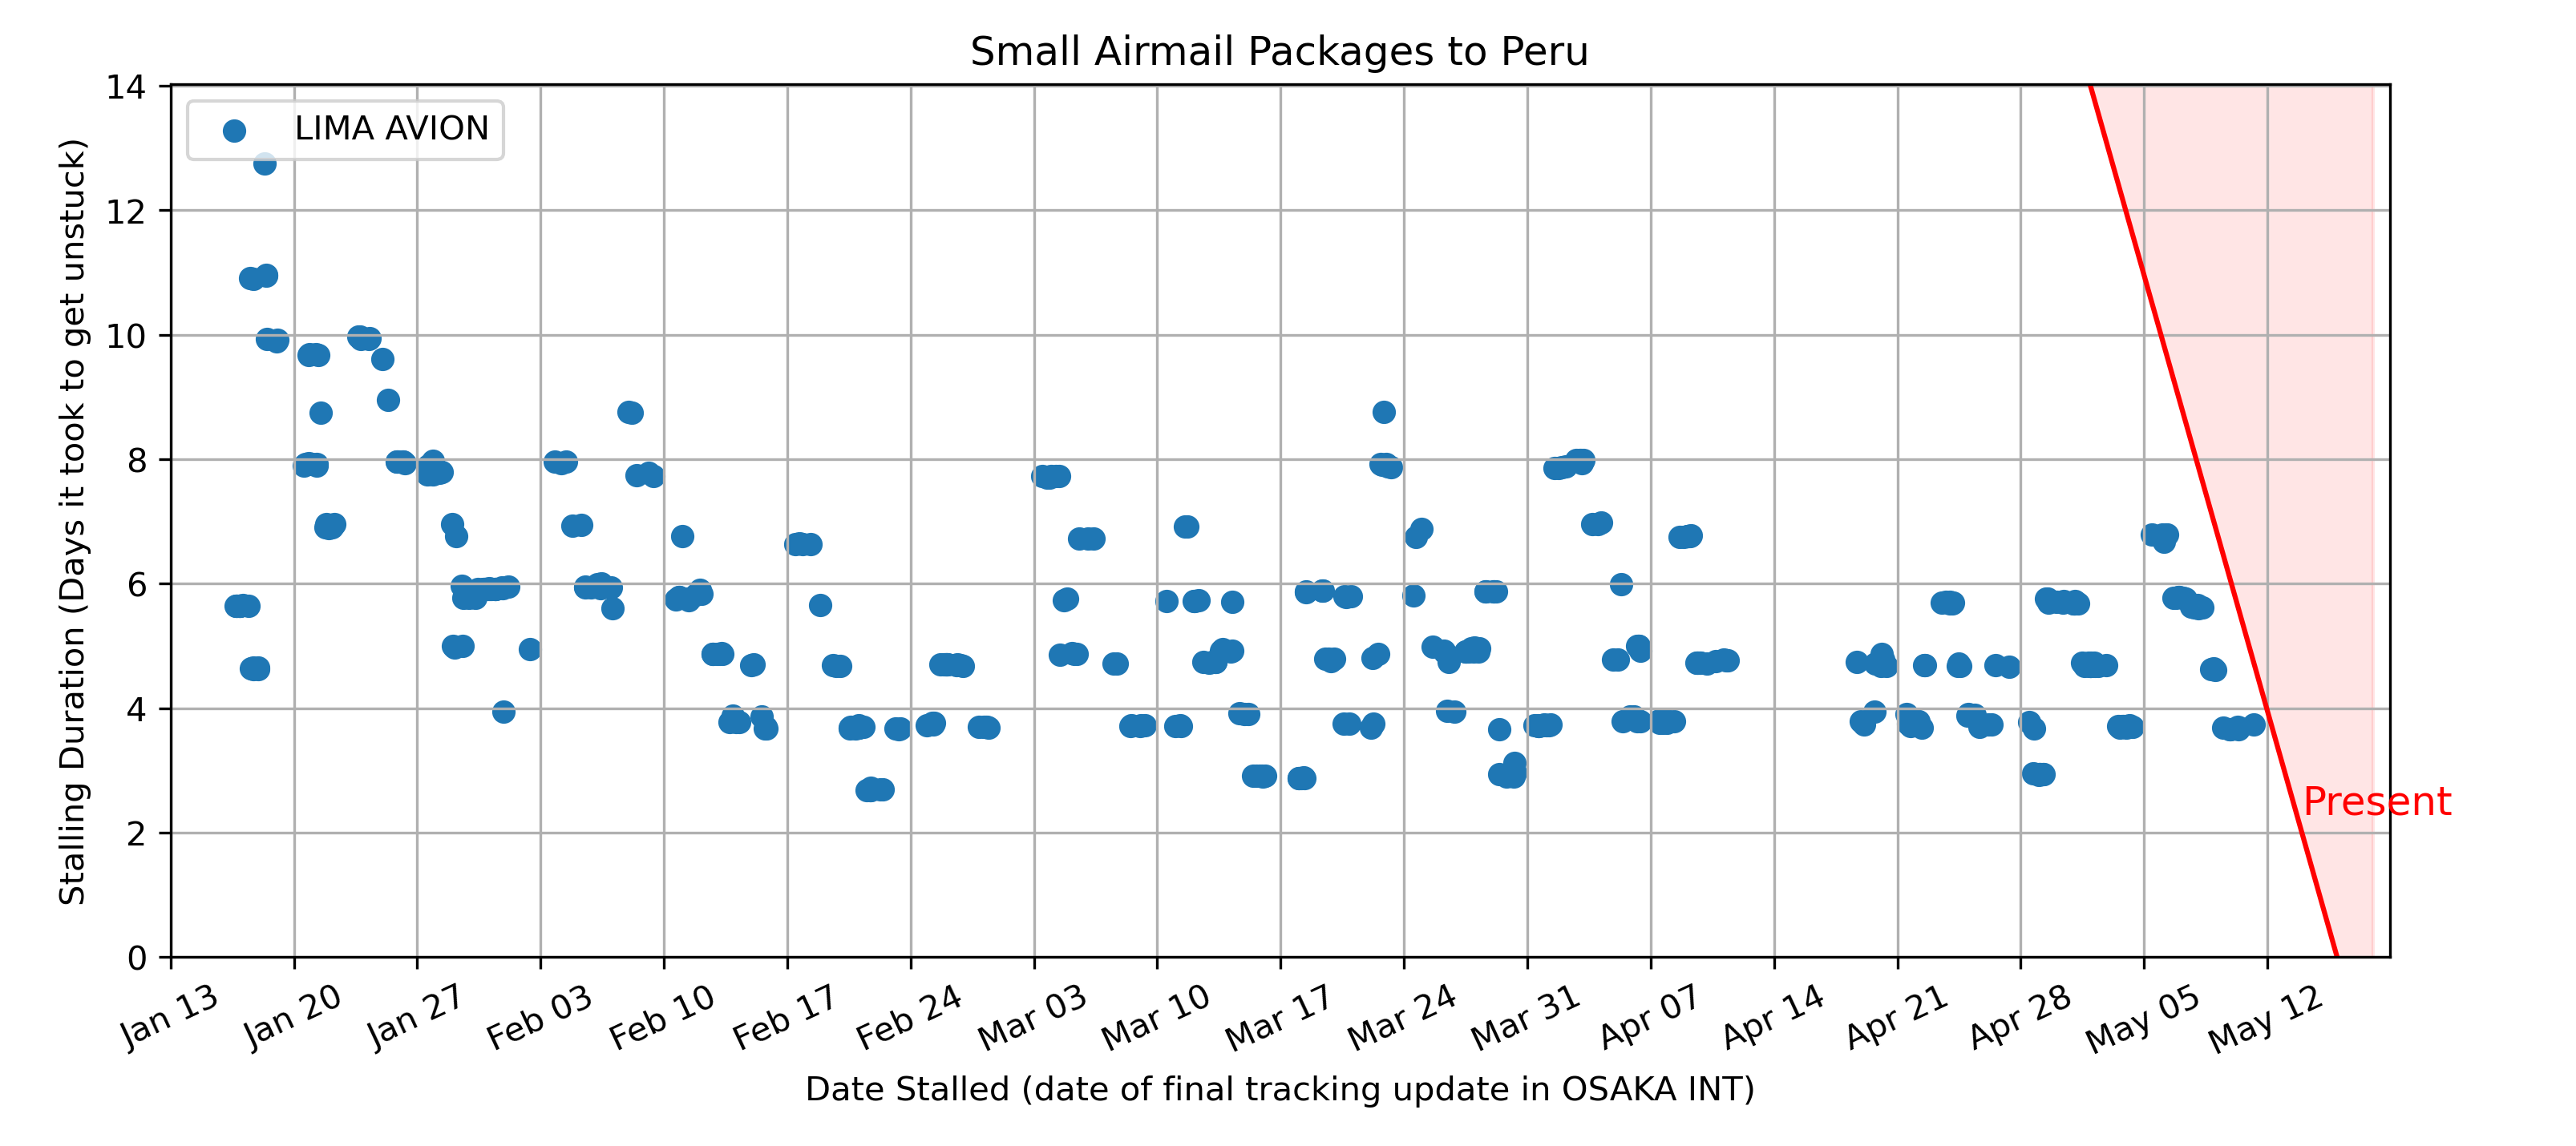 Small Airmail Packages to Peru
LIMA AVION
Stalling Duration (Days it took to get unstuck)
14
12
10
8
6
4
2
0
Present
Jan 13
Jan 20
Jan 27
Feb 03
Feb 10
Feb 17
Feb 24
Mar 03
Mar 10
Mar 17
Mar 24
Mar 31
Apr 07
Apr 14
Apr 21
Apr 28
May 05
May 12
Date Stalled (date of final tracking update in OSAKA INT)